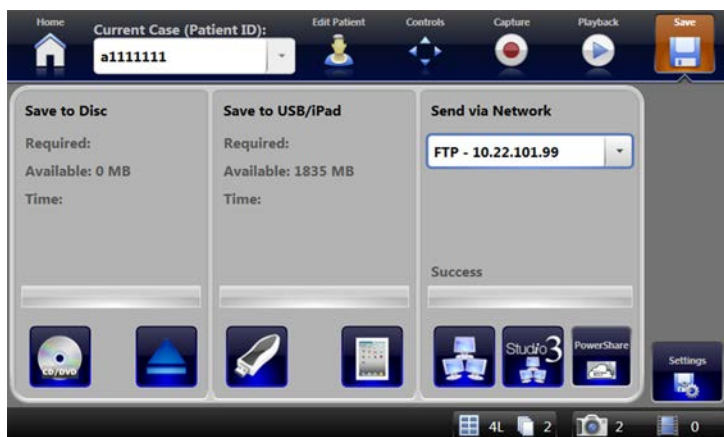 Home
Current Case (Patient ID):
Edit Patient
Controls
Capture
Playback
Save
a1111111
Save to Disc
Required:
Available: 0 MB
Time:
Save to USB/iPad
Required:
Available: 1835 MB
Time:
Send via Network
FTP - 10.22.101.99
Success
CD/DVD
Studio3
PowerShare
Settings
4L
2
2
0